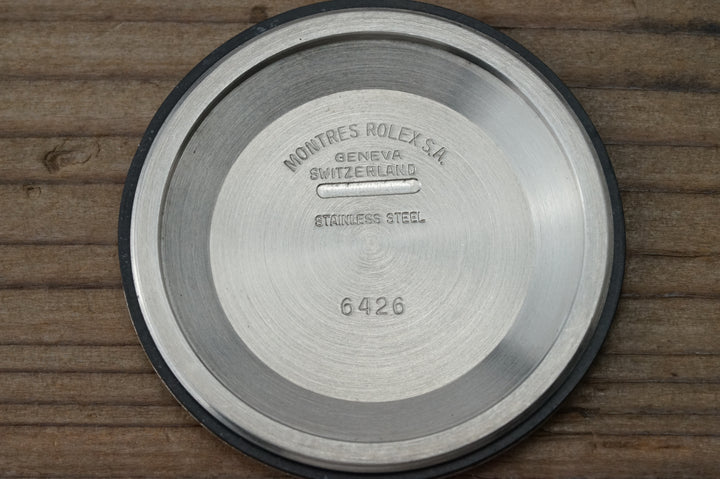 MONTRES ROLEX S.A.
GENEVA
SWITZERLAND
STAINLESS STEEL
6426